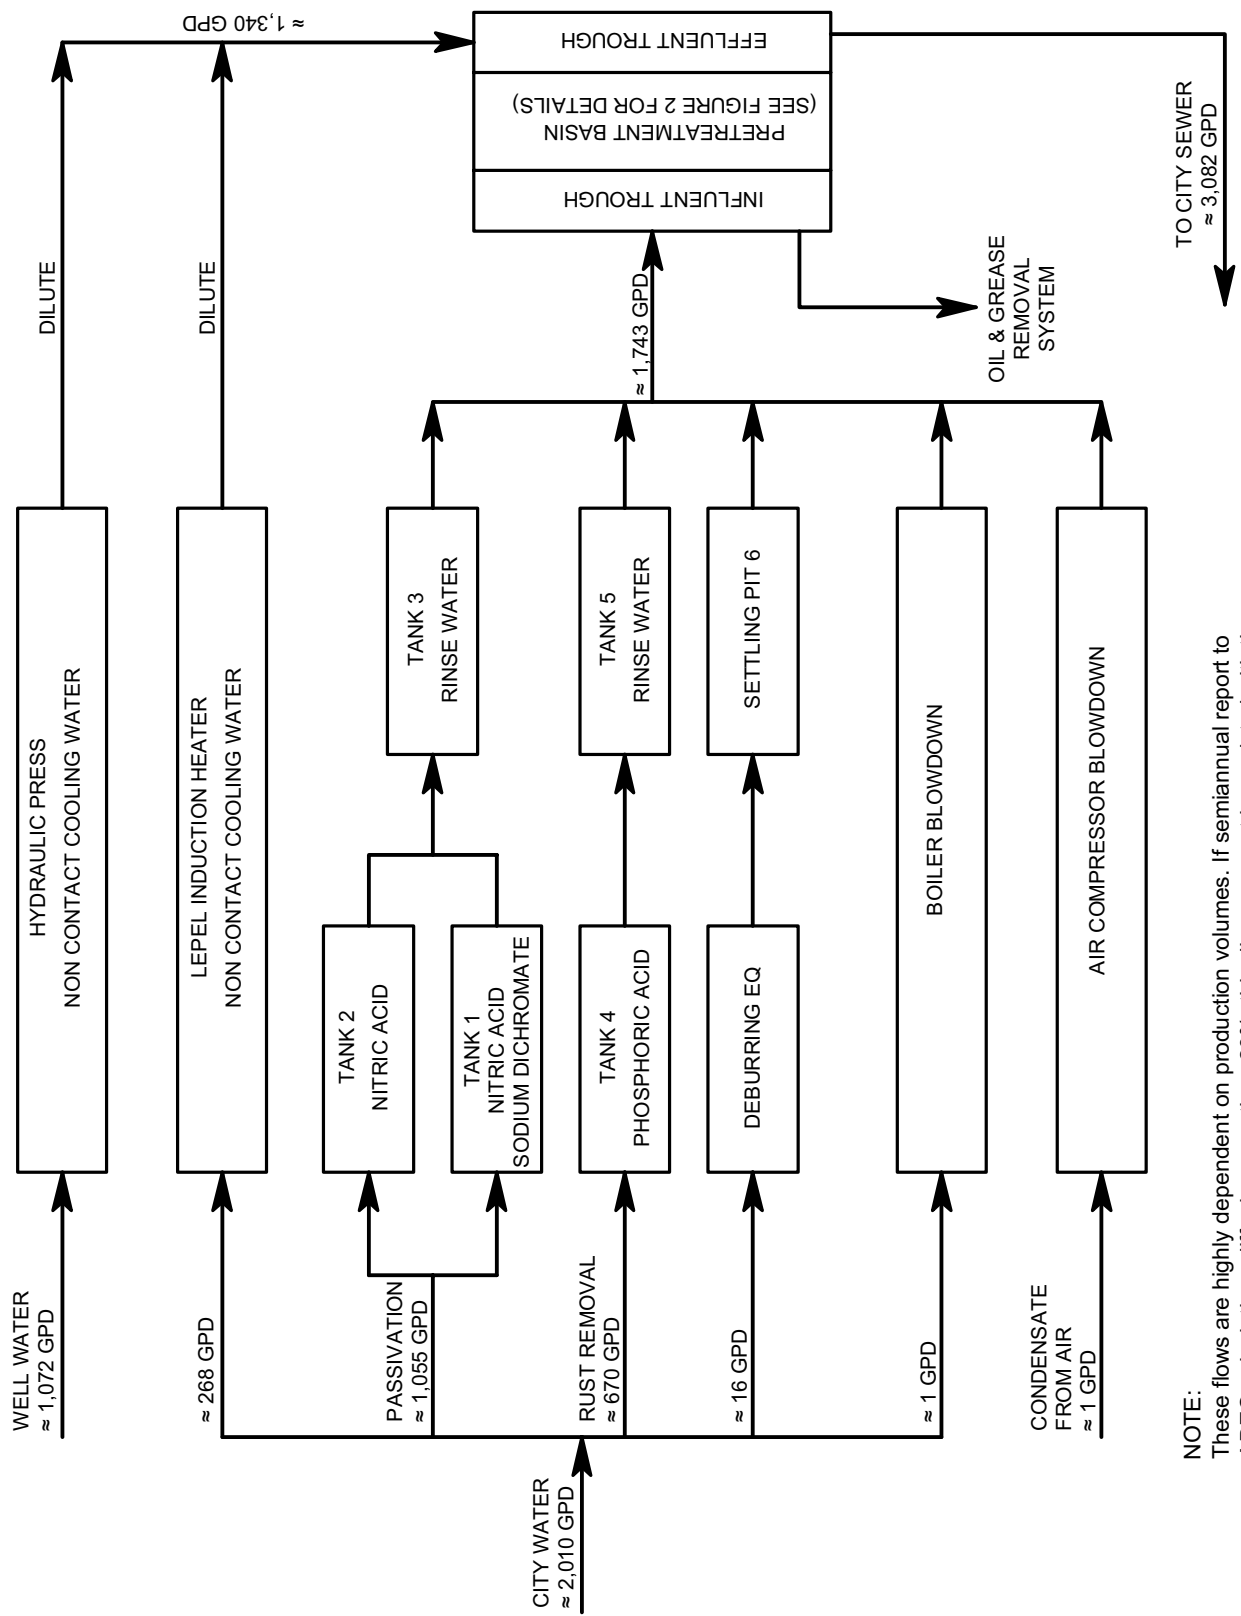 WELL WATER
≈ 1,072 GPD
HYDRAULIC PRESS
NON CONTACT COOLING WATER
DILUTE
≈ 1,340 GPD
≈ 268 GPD
LEPEL INDUCTION HEATER
NON CONTACT COOLING WATER
DILUTE
PASSIVATION
≈ 1,055 GPD
TANK 2
NITRIC ACID
TANK 1
NITRIC ACID
SODIUM DICHROMATE
TANK 3
RINSE WATER
CITY WATER
≈ 2,010 GPD
RUST REMOVAL
≈ 670 GPD
TANK 4
PHOSPHORIC ACID
TANK 5
RINSE WATER
≈ 16 GPD
DEBURRING EQ
SETTLING PIT 6
≈ 1 GPD
BOILER BLOWDOWN
CONDENSATE
FROM AIR
≈ 1 GPD
AIR COMPRESSOR BLOWDOWN
≈ 1,743 GPD
INFLUENT TROUGH
PRETREATMENT BASIN
(SEE FIGURE 2 FOR DETAILS)
EFFLUENT TROUGH
OIL & GREASE
REMOVAL
SYSTEM
TO CITY SEWER
≈ 3,082 GPD
NOTE:
These flows are highly dependent on production volumes. If semiannual report to